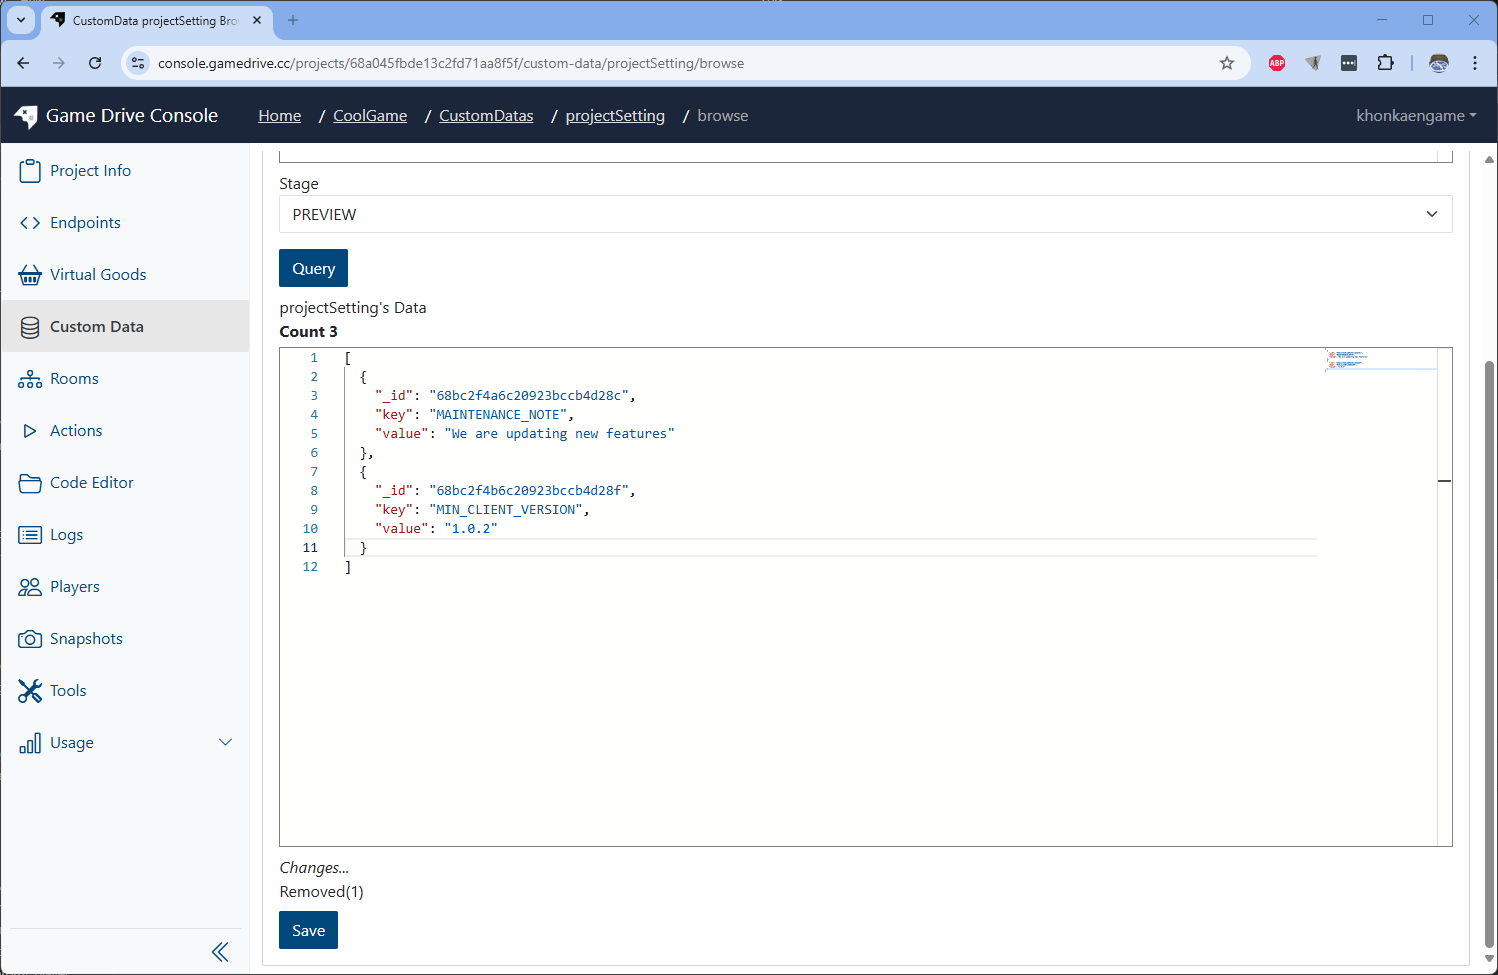 CustomData projectSetting Bro
console.gamedrive.cc/projects/68a045fbde13c2fd71aa8f5f/custom-data/projectSetting/browse
ABP
Game Drive Console
Home / CoolGame / CustomDatas / projectSetting / browse
khonkaengame
Project Info
Endpoints
Virtual Goods
Custom Data
Rooms
Actions
Code Editor
Logs
Players
Snapshots
Tools
Usage
Stage
PREVIEW
Query
projectSetting's Data
Count 3
1 [
2 {
3 "_id": "68bc2f4a6c20923bccb4d28c",
4 "key": "MAINTENANCE_NOTE",
5 "value": "We are updating new features"
6 },
7 {
8 "_id": "68bc2f4b6c20923bccb4d28f",
9 "key": "MIN_CLIENT_VERSION",
10 "value": "1.0.2"
11 }
12 ]
Changes...
Removed(1)
Save